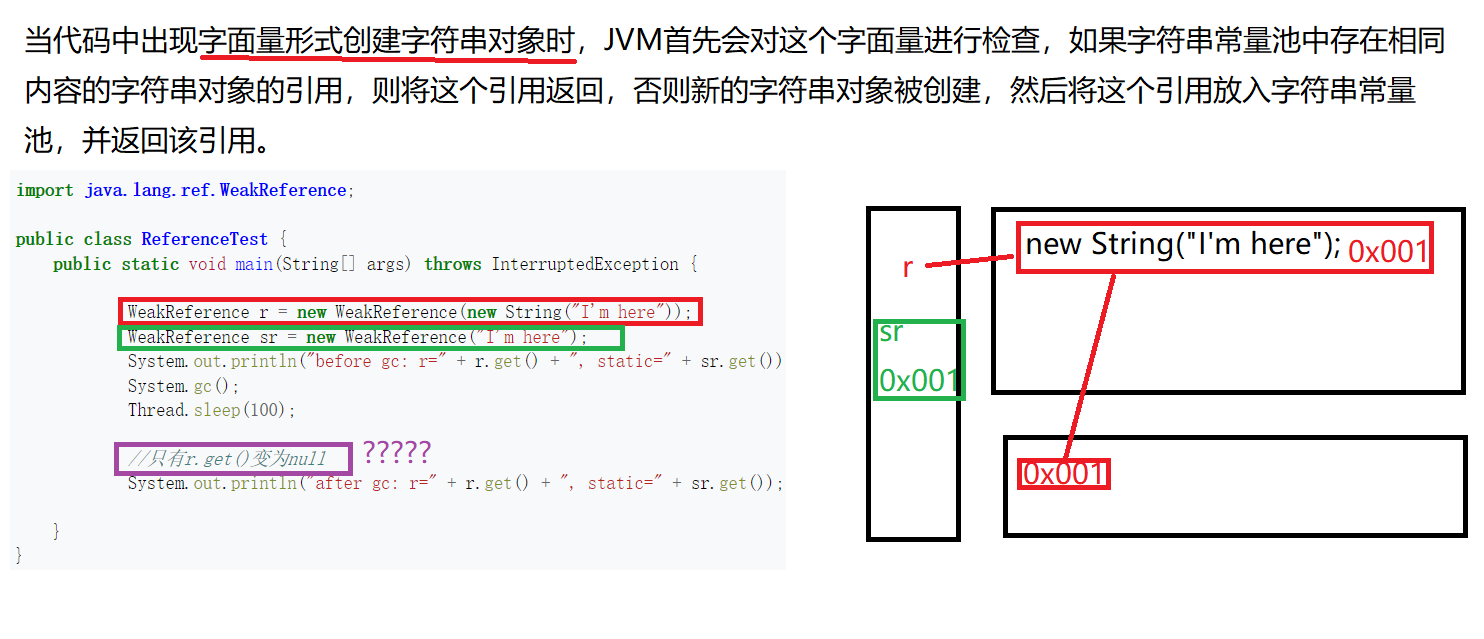 当代码中出现字面量形式创建字符串对象时，JVM首先会对这个字面量进行检查，如果字符串常量池中存在相同
内容的字符串对象的引用，则将这个引用返回，否则新的字符串对象被创建，然后将这个引用放入字符串常量
池，并返回该引用。
import java.lang.ref.WeakReference;
public class ReferenceTest {
public static void main(String[] args) throws InterruptedException {
WeakReference r = new WeakReference(new String("I'm here"));
WeakReference sr = new WeakReference("I'm here");
System.out.println("before gc: r=" + r.get() + ", static=" + sr.get())
System.gc();
Thread.sleep(100);
//只有r.get()变为null
?????
System.out.println("after gc: r=" + r.get() + ", static=" + sr.get());
}
}
new String("I'm here"); 0x001
r
sr
0x001
0x001